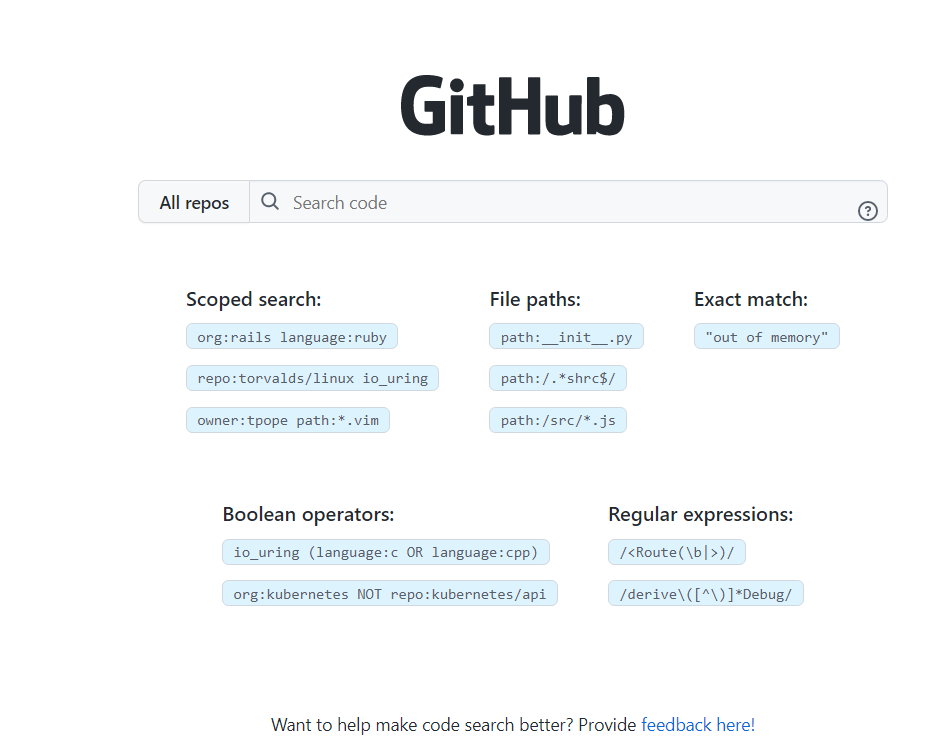 GitHub
All repos
Search code
Scoped search:
org:rails language:ruby
repo:torvalds/linux io_uring
owner:tpope path:*.vim
File paths:
path:__init__.py
path:/.*shrc$/
path:/src/*.js
Exact match:
"out of memory"
Boolean operators:
io_uring (language:c OR language:cpp)
org:kubernetes NOT repo:kubernetes/api
Regular expressions:
/<Route(\b|>)/
/derive\([^\)]*Debug/
Want to help make code search better? Provide feedback here!